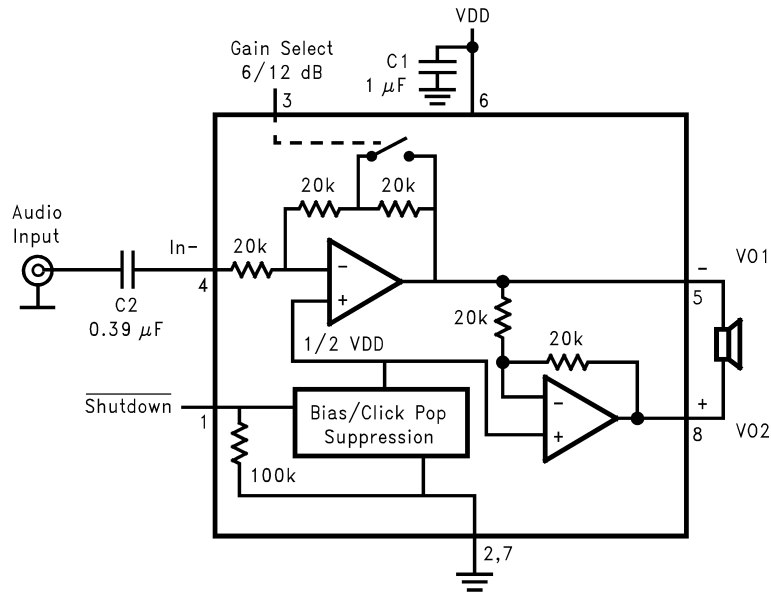 VDD
Gain Select
6/12 dB
C1
1 μF
3
6
20k
20k
Audio
Input
In-
20k
4
C2
0.39 μF
-
+
1/2 VDD
-
VO1
5
20k
20k
Shutdown
1
Bias/Click Pop
Suppression
100k
-
+
+
VO2
8
2,7